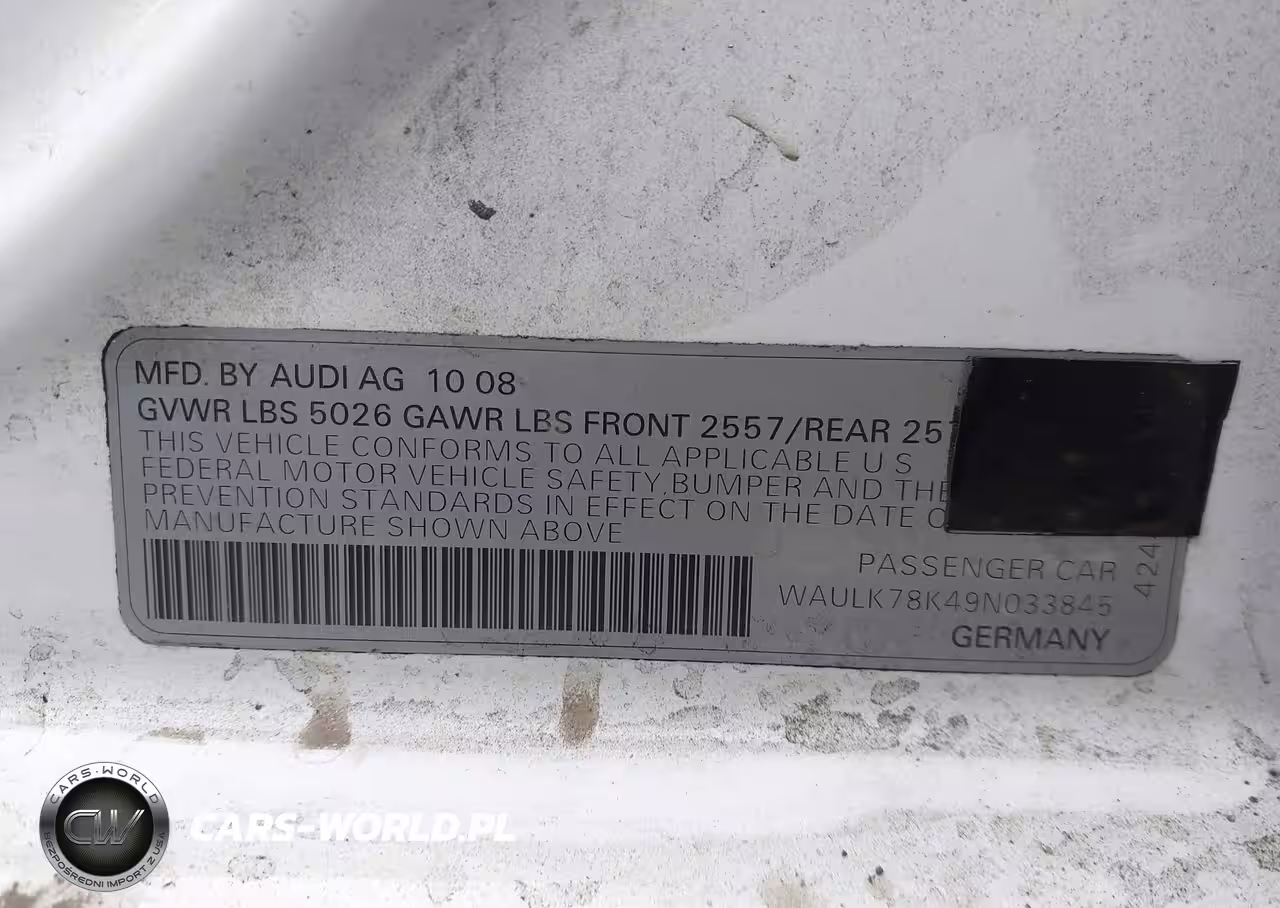 MFD. BY AUDI AG 10 08
GVWR LBS 5026 GAWR LBS FRONT 2557/REAR 251
THIS VEHICLE CONFORMS TO ALL APPLICABLE U S
FEDERAL MOTOR VEHICLE SAFETY, BUMPER AND THE
PREVENTION STANDARDS IN EFFECT ON THE DATE O
MANUFACTURE SHOWN ABOVE
PASSENGER CAR
WAULK78K49N033845
GERMANY
424
CARS-WORLD
CW
BEZPOŚREDNI IMPORT Z USA
CARS-WORLD.PL